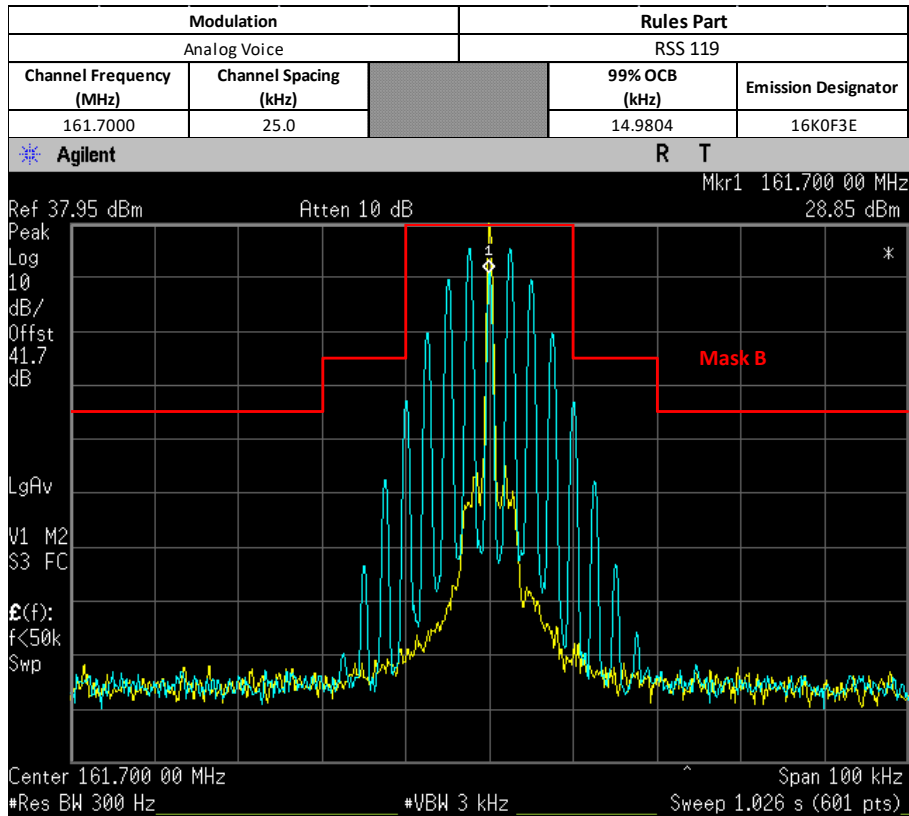 Modulation Rules Part
Analog Voice RSS 119
Channel Frequency (MHz) Channel Spacing (kHz) 99% OCB (kHz) Emission Designator
161.7000 25.0 14.9804 16K0F3E
Agilent R T
Mkr1 161.700 00 MHz
Ref 37.95 dBm Atten 10 dB 28.85 dBm
Peak
Log
10
dB/
Offst
41.7
dB
1
*
Mask B
LgAv
V1 M2
S3 FC
£(f):
f<50k
Swp
Center 161.700 00 MHz Span 100 kHz
#Res BW 300 Hz #VBW 3 kHz Sweep 1.026 s (601 pts)